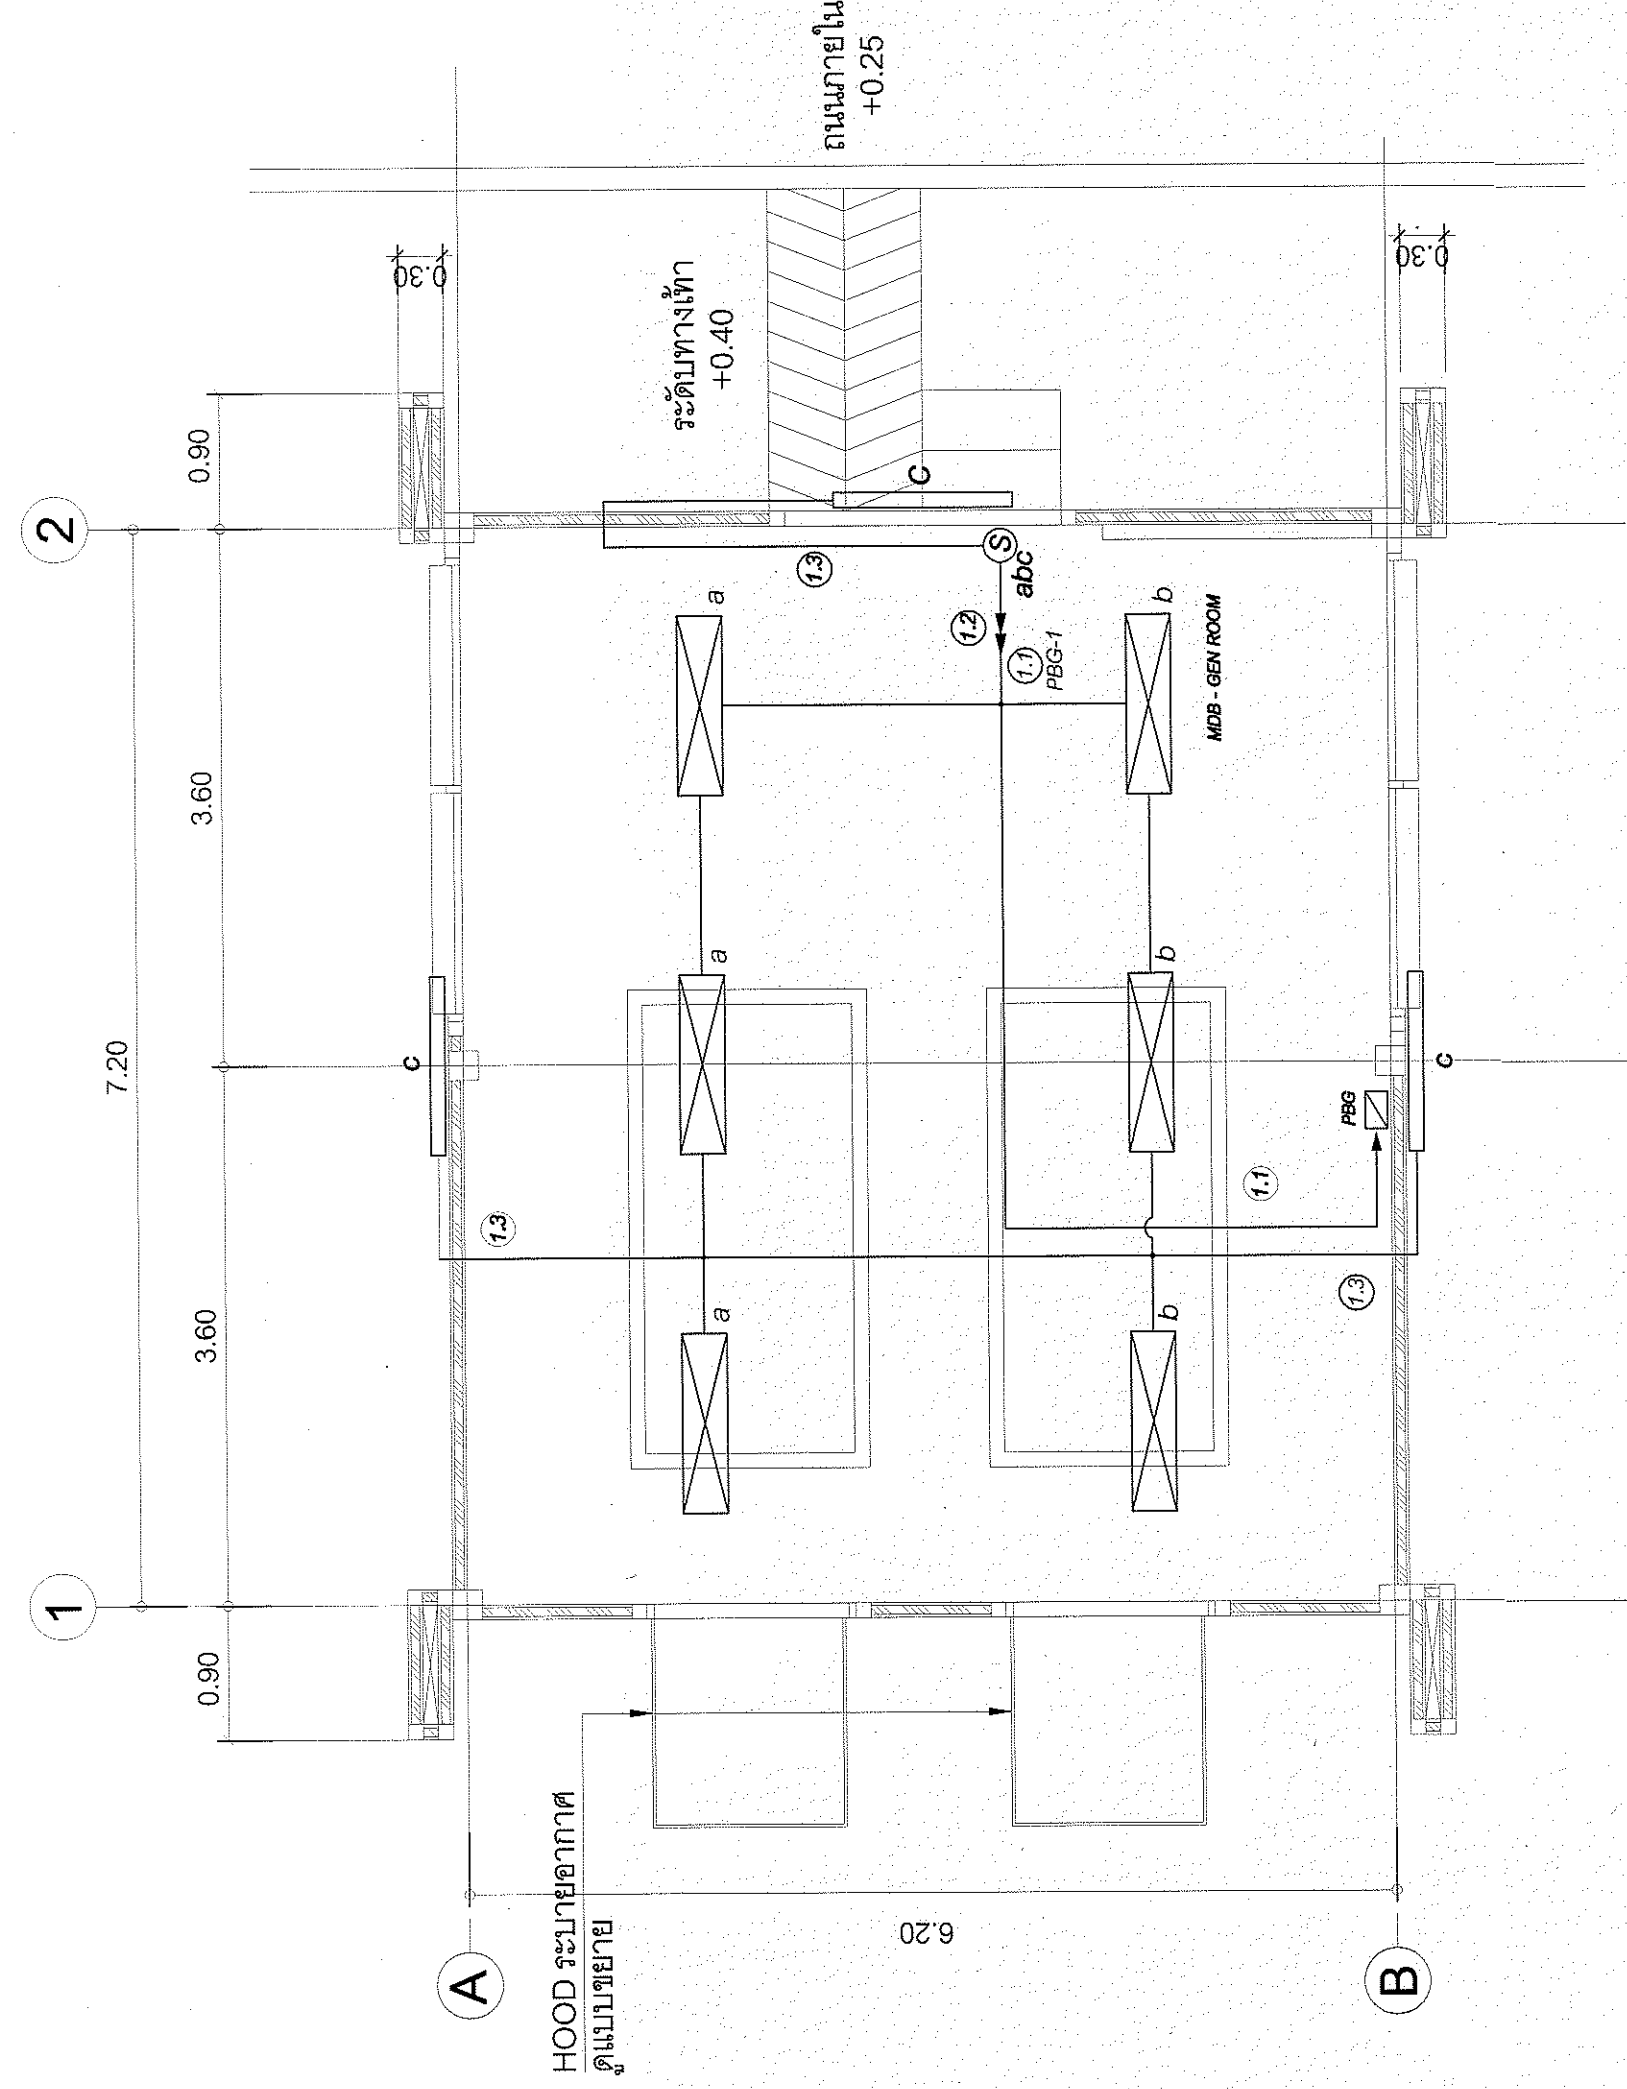 1
2
0.90
3.60
3.60
0.90
7.20
0.30
0.30
c
1.3
a
a
a
1.3
ระดับทางเท้า
+0.40
ถนนภายใน
+0.25
C
S
abc
1.2
1.1
PBG-1
b
b
b
MDB - GEN ROOM
1.1
PBG
1.3
c
HOOD ระบายอากาศ
ดูแบบขยาย
6.20
A
B